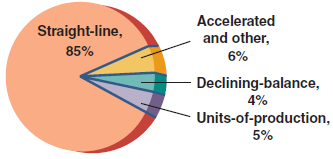 Straight-line,
85%
Accelerated
and other,
6%
Declining-balance,
4%
Units-of-production,
5%